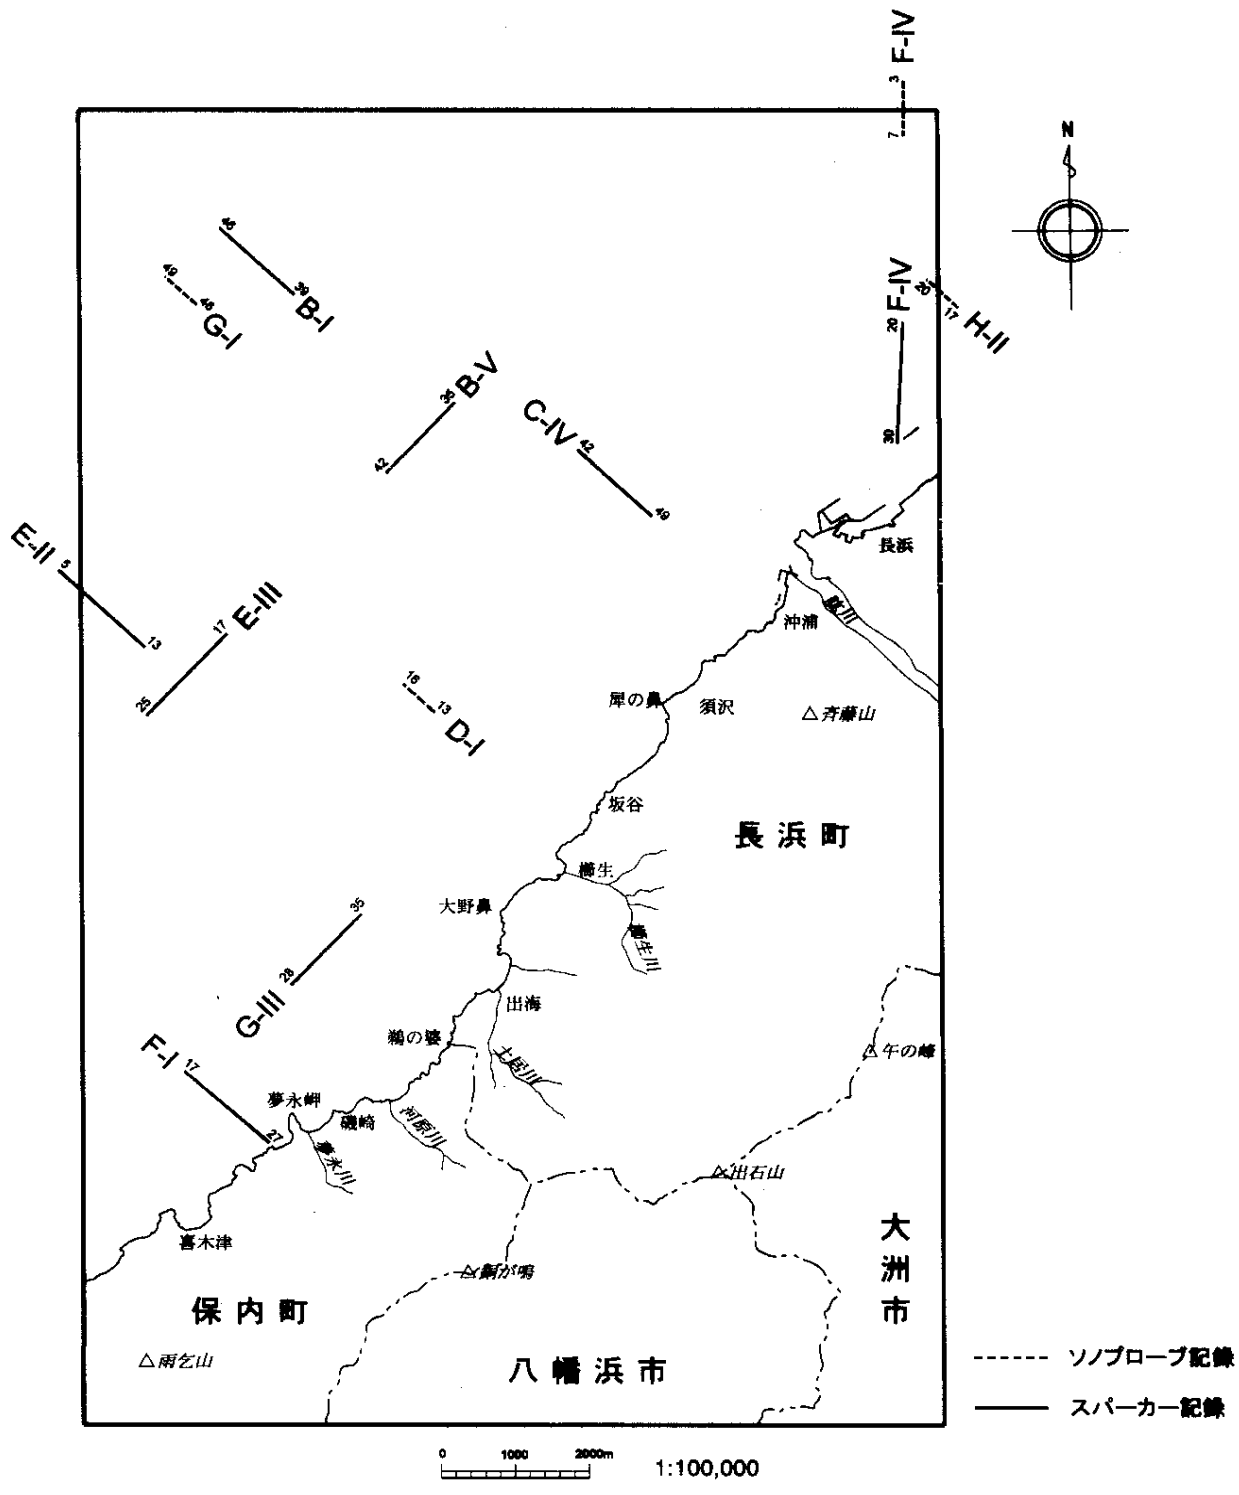 F-IV
3
7
N
46
39
B-I
49
46
G-I
F-IV
20
30
20
17
H-II
B-V
35
42
C-IV
42
49
E-II
5
13
E-III
17
25
16
13
D-I
長浜
肱川
沖浦
犀の鼻
須沢
△斉藤山
坂谷
長浜町
櫛生
大野鼻
櫛生川
35
28
G-III
出海
鵜の婆
土居川
△午の峰
F-I
17
27
夢永岬
磯崎
河原川
夢永川
△出石山
喜木津
大洲市
△銅が鳴
保内町
△雨乞山
八幡浜市
ソノプローブ記録
スパーカー記録
0 1000 2000m
1:100,000